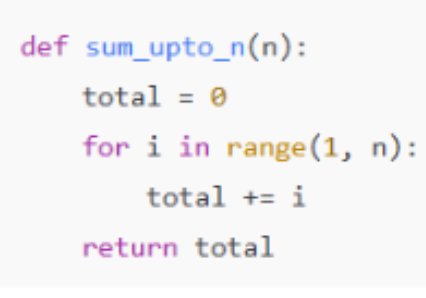 def sum_upto_n(n):
    total = 0
    for i in range(1, n):
        total += i
    return total